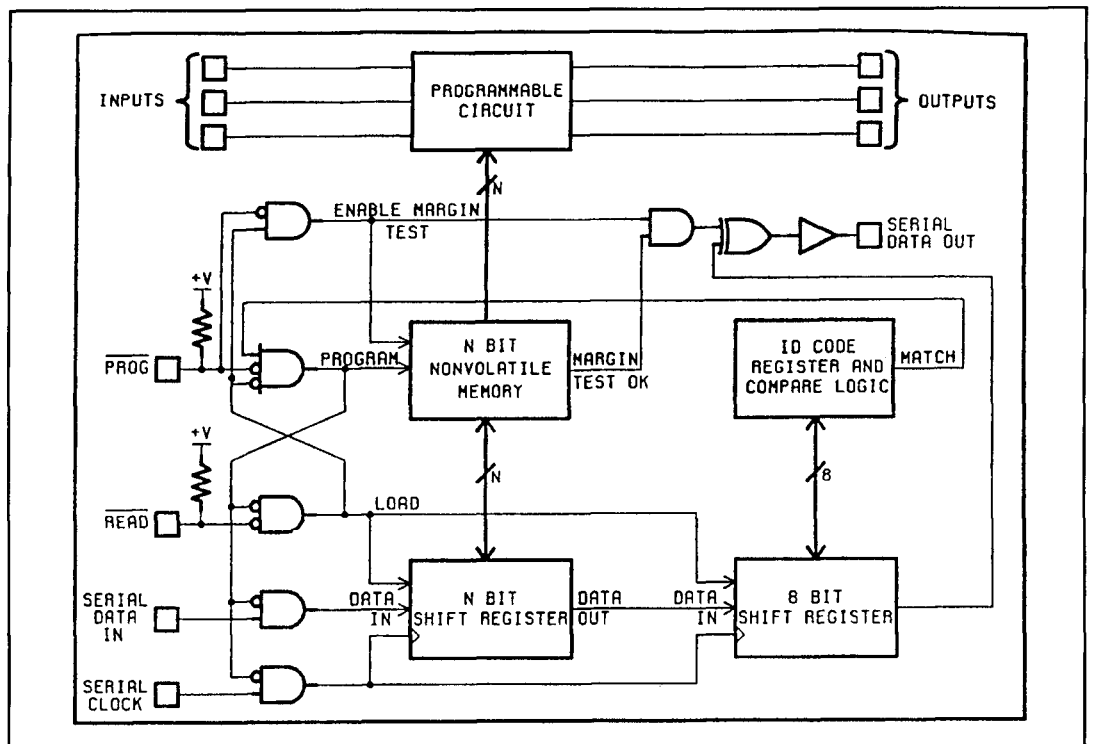 INPUTS
PROGRAMMABLE
CIRCUIT
OUTPUTS
N
ENABLE MARGIN
TEST
SERIAL
DATA OUT
+V
PROG
PROGRAM
N BIT
NONVOLATILE
MEMORY
MARGIN
TEST OK
ID CODE
REGISTER AND
COMPARE LOGIC
MATCH
+V
N
8
READ
LOAD
SERIAL
DATA
IN
DATA
IN
N BIT
SHIFT REGISTER
DATA
OUT
DATA
IN
8 BIT
SHIFT REGISTER
SERIAL
CLOCK